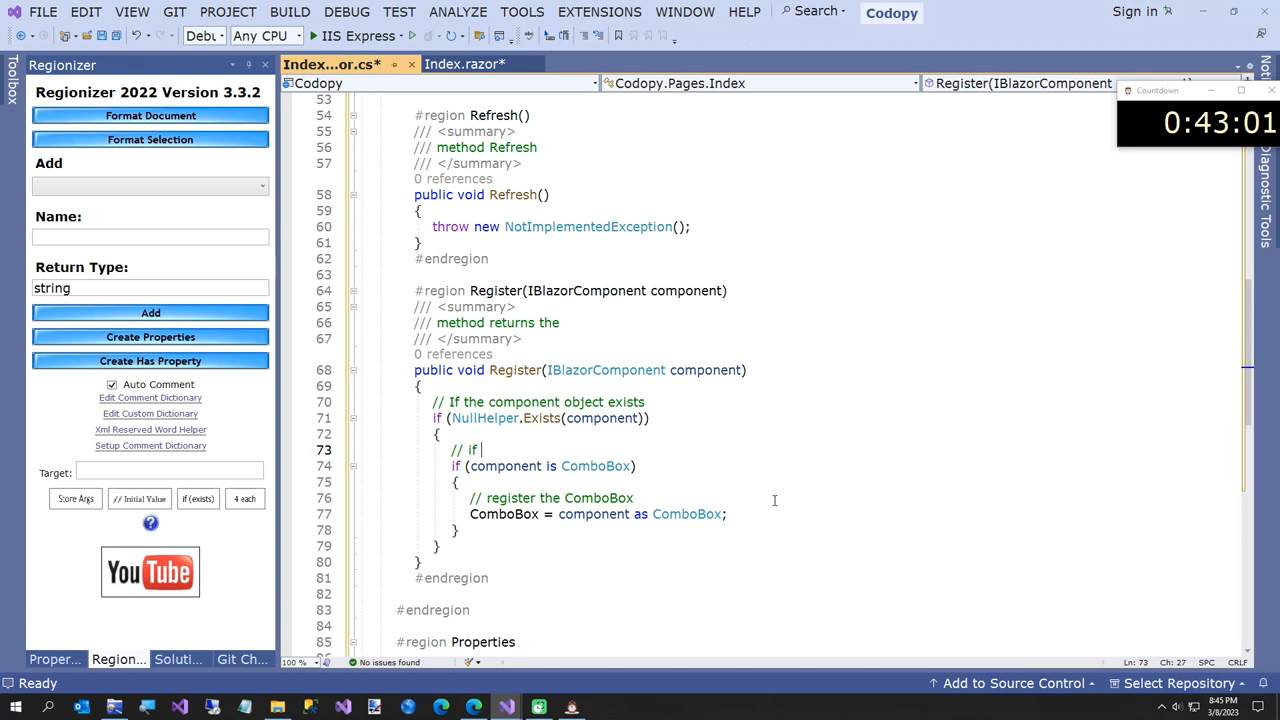 FILE EDIT VIEW GIT PROJECT BUILD DEBUG TEST ANALYZE TOOLS EXTENSIONS WINDOW HELP Search Codopy Sign in
Debu Any CPU IIS Express
Toolbox
Regionizer
Regionizer 2022 Version 3.3.2
Format Document
Format Selection
Add
Name:
Return Type:
string
Add
Create Properties
Create Has Property
Auto Comment
Edit Comment Dictionary
Edit Custom Dictionary
Xml Reserved Word Helper
Setup Comment Dictionary
Target:
Store Args // Initial Value if (exists) 4 each
?
YouTube
Proper... Region... Soluti... Git Ch...
Index...or.cs* Index.razor*
Codopy Codopy.Pages.Index Register(IBlazorComponent
Countdown
0:43:01
Diagnostic Tools
53
54 #region Refresh()
55 /// <summary>
56 /// method Refresh
57 /// </summary>
0 references
58 public void Refresh()
59 {
60 throw new NotImplementedException();
61 }
62 #endregion
63
64 #region Register(IBlazorComponent component)
65 /// <summary>
66 /// method returns the
67 /// </summary>
0 references
68 public void Register(IBlazorComponent component)
69 {
70 // If the component object exists
71 if (NullHelper.Exists(component))
72 {
73 // if
74 if (component is ComboBox)
75 {
76 // register the ComboBox
77 ComboBox = component as ComboBox;
78 }
79 }
80 }
81 #endregion
82
83 #endregion
84
85 #region Properties
100 % No issues found Ln: 73 Ch: 27 SPC CRLF
Ready Add to Source Control Select Repository
8:45 PM
3/8/2023